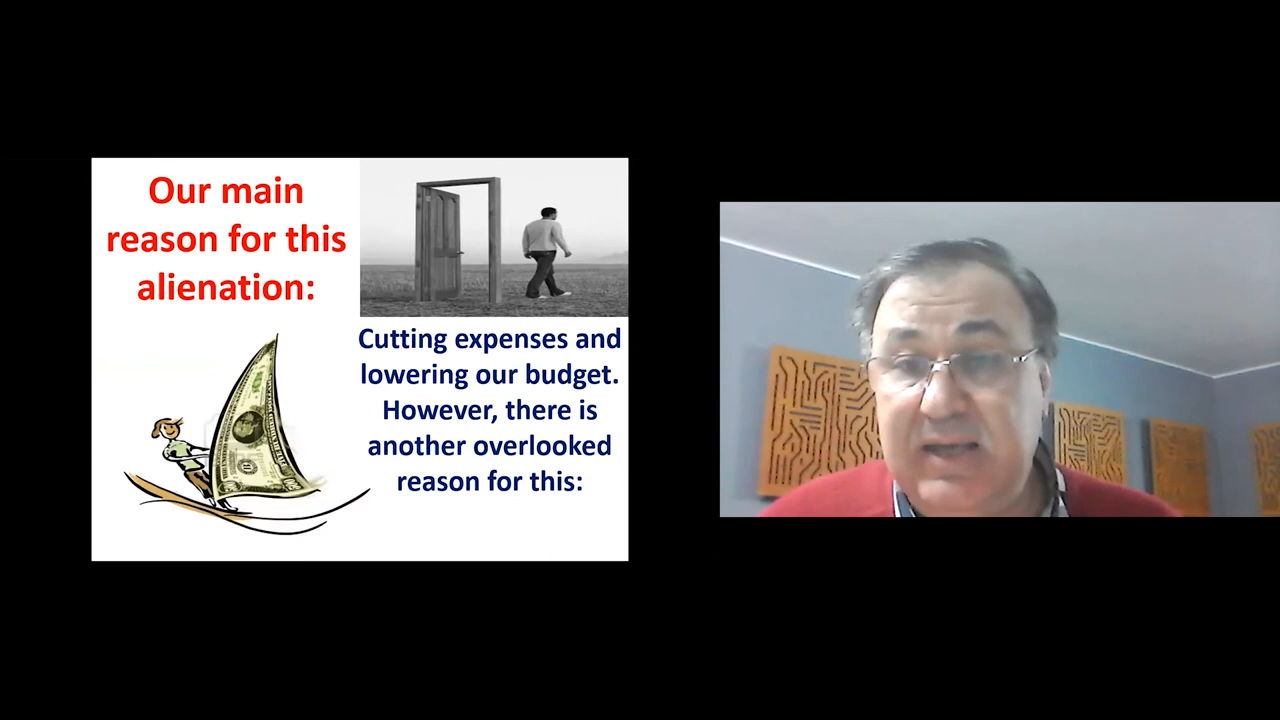 Our main
reason for this
alienation:
Cutting expenses and
lowering our budget.
However, there is
another overlooked
reason for this: